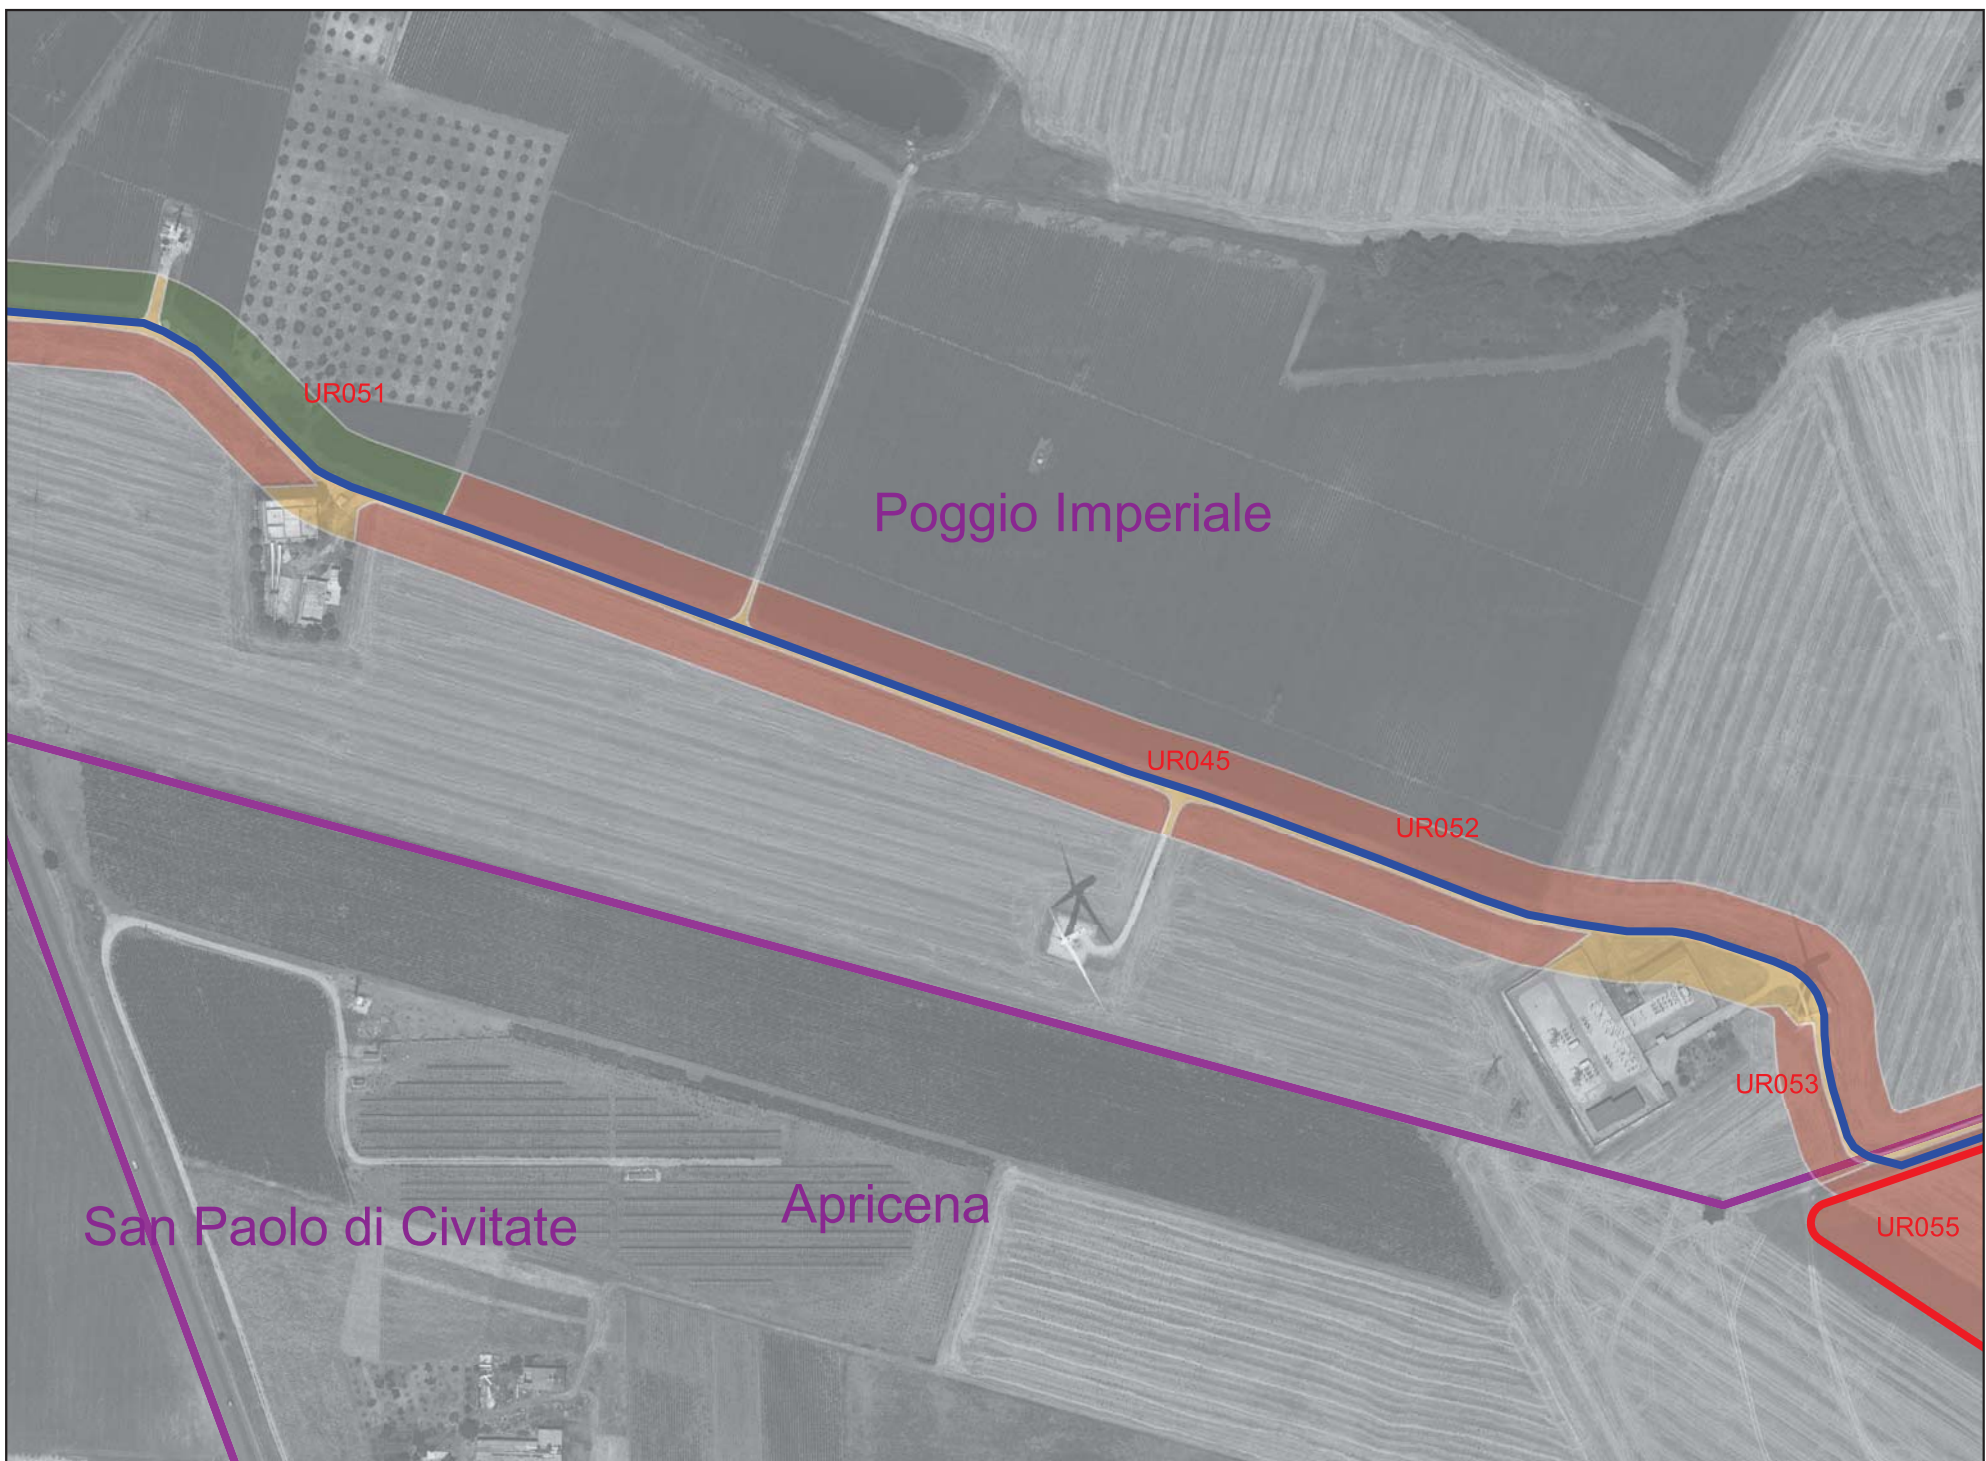 UR051
Poggio Imperiale
UR045
UR052
UR053
Apricena
San Paolo di Civitate
UR055